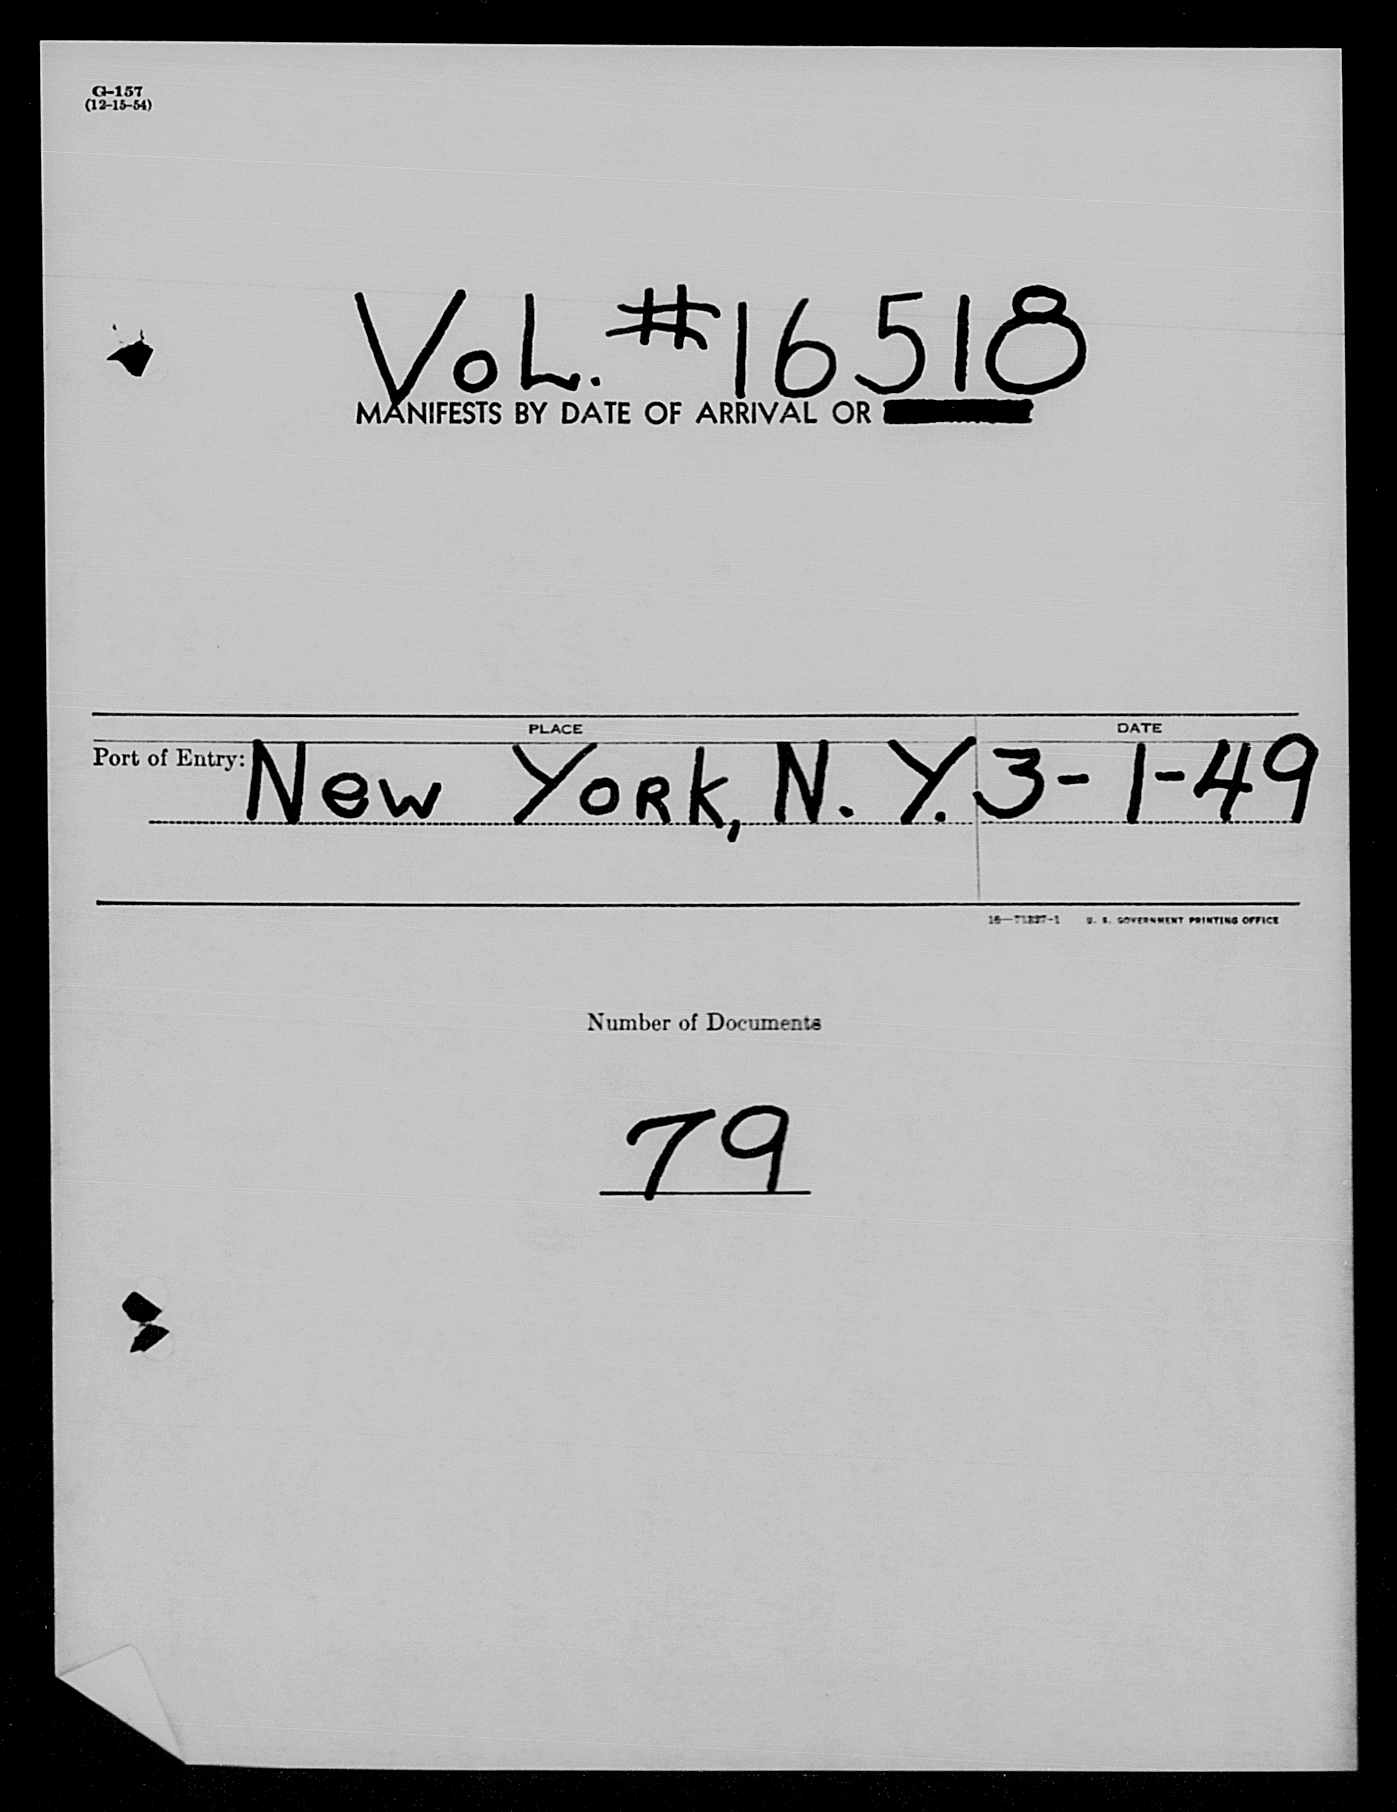 G-157
(12-15-54)
VOL. #16518
MANIFESTS BY DATE OF ARRIVAL OR
PLACE DATE
Port of Entry: New York, N. Y. 3-1-49
U. S. GOVERNMENT PRINTING OFFICE
Number of Documents
79